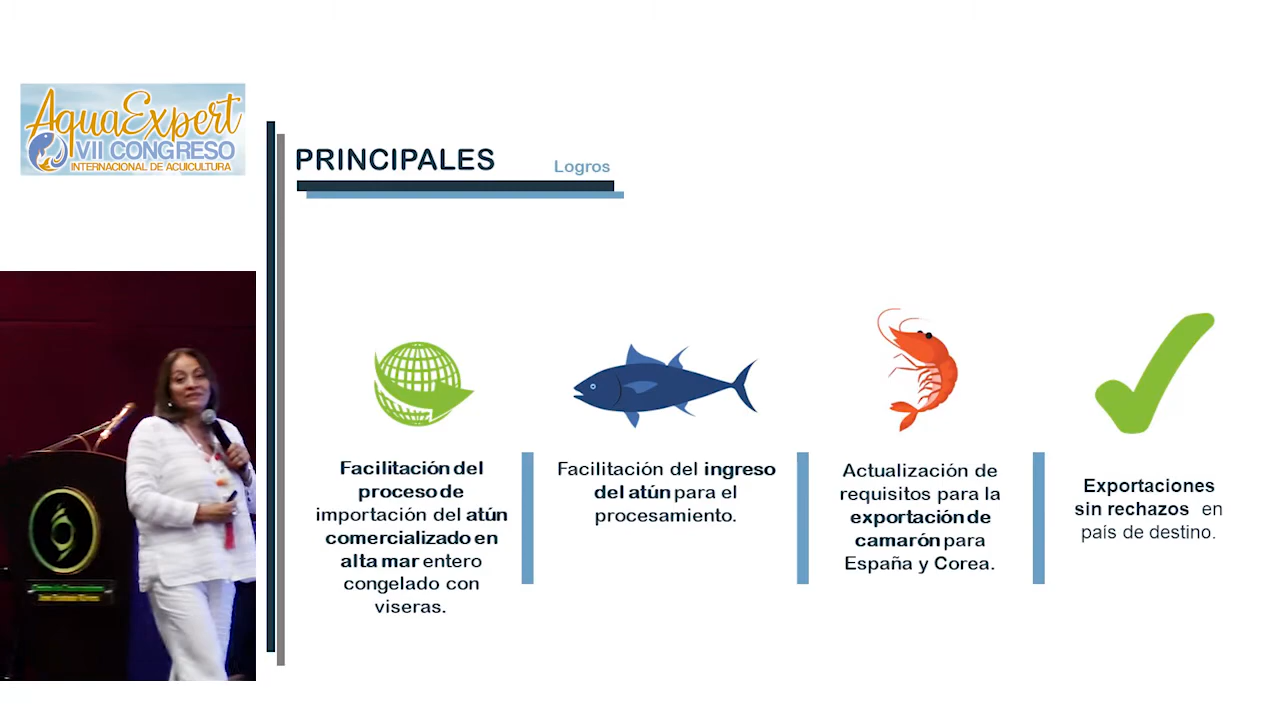 AquaExpert
VII CONGRESO
INTERNACIONAL DE ACUICULTURA
PRINCIPALES
Logros
Facilitación del
proceso de
importación del atún
comercializado en
alta mar entero
congelado con
viseras.
Facilitación del ingreso
del atún para el
procesamiento.
Actualización de
requisitos para la
exportación de
camarón para
España y Corea.
Exportaciones
sin rechazos en
país de destino.